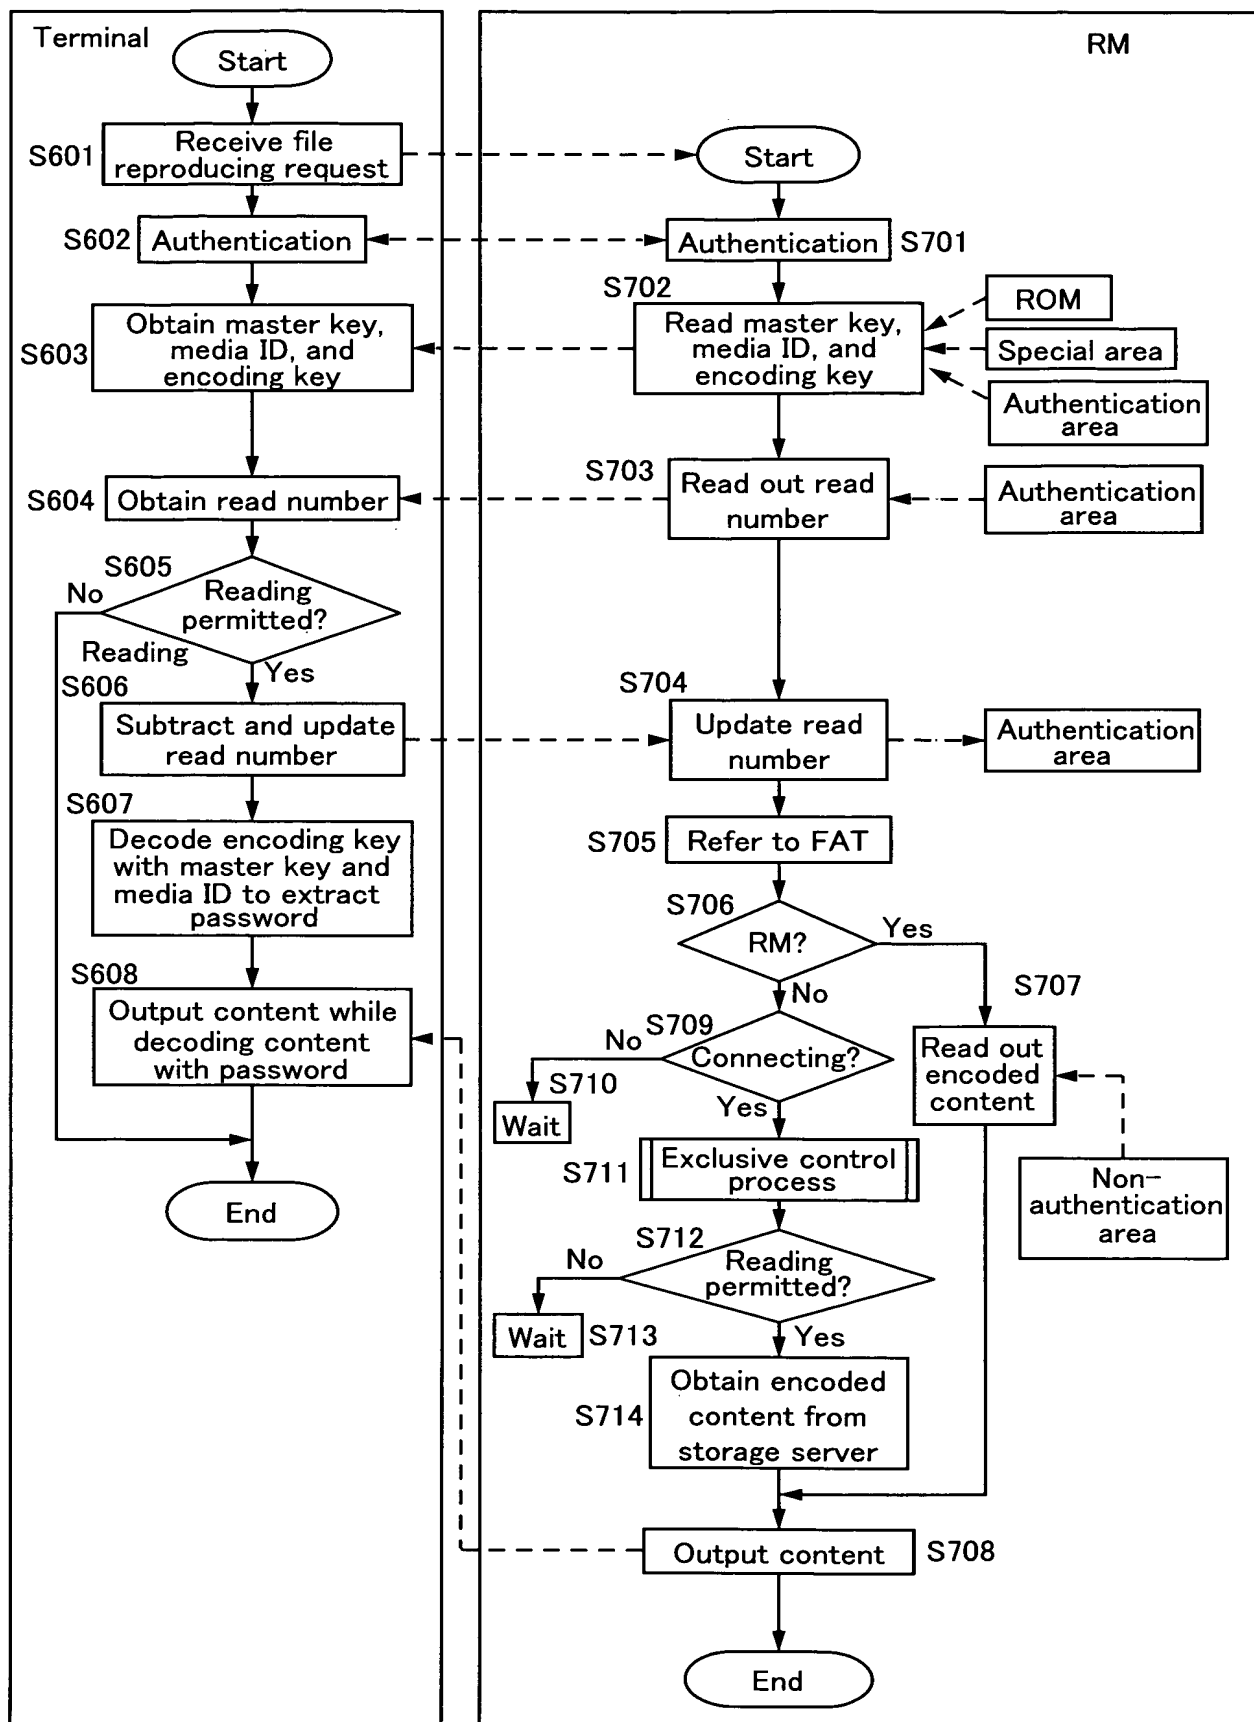 Terminal
Start
S601
Receive file
reproducing request
S602
Authentication
S603
Obtain master key,
media ID, and
encoding key
S604
Obtain read number
S605
No
Reading
permitted?
Reading
Yes
S606
Subtract and update
read number
S607
Decode encoding key
with master key and
media ID to extract
password
S608
Output content while
decoding content
with password
End
RM
Start
Authentication
S701
S702
Read master key,
media ID, and
encoding key
ROM
Special area
Authentication
area
S703
Read out read
number
Authentication
area
S704
Update read
number
Authentication
area
S705
Refer to FAT
S706
RM?
Yes
No
S707
Read out
encoded
content
Non-
authentication
area
S709
No
Connecting?
S710
Wait
Yes
S711
Exclusive control
process
S712
No
Reading
permitted?
Wait
S713
Yes
S714
Obtain encoded
content from
storage server
Output content
S708
End